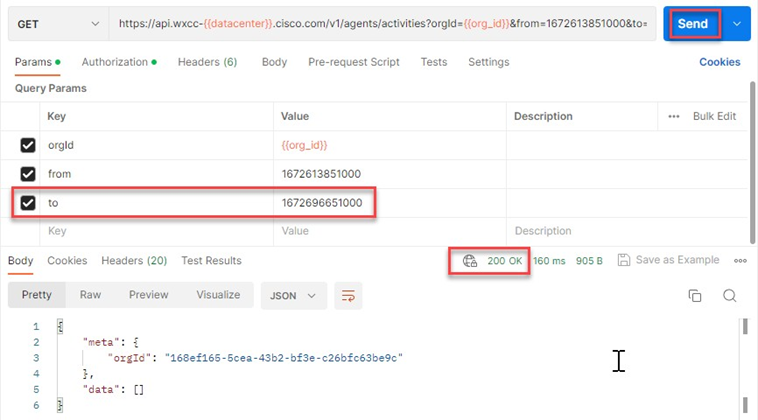 GET https://api.wxcc-{{datacenter}}.cisco.com/v1/agents/activities?orgId={{org_id}}&from=1672613851000&to= Send
Params Authorization Headers (6) Body Pre-request Script Tests Settings Cookies
Query Params
Key Value Description ••• Bulk Edit
orgId {{org_id}}
from 1672613851000
to 1672696651000
Key Value Description
Body Cookies Headers (20) Test Results 200 OK 160 ms 905 B Save as Example
Pretty Raw Preview Visualize JSON
1 {
2 "meta": {
3 "orgId": "168ef165-5cea-43b2-bf3e-c26bfc63be9c"
4 },
5 "data": []
6 }